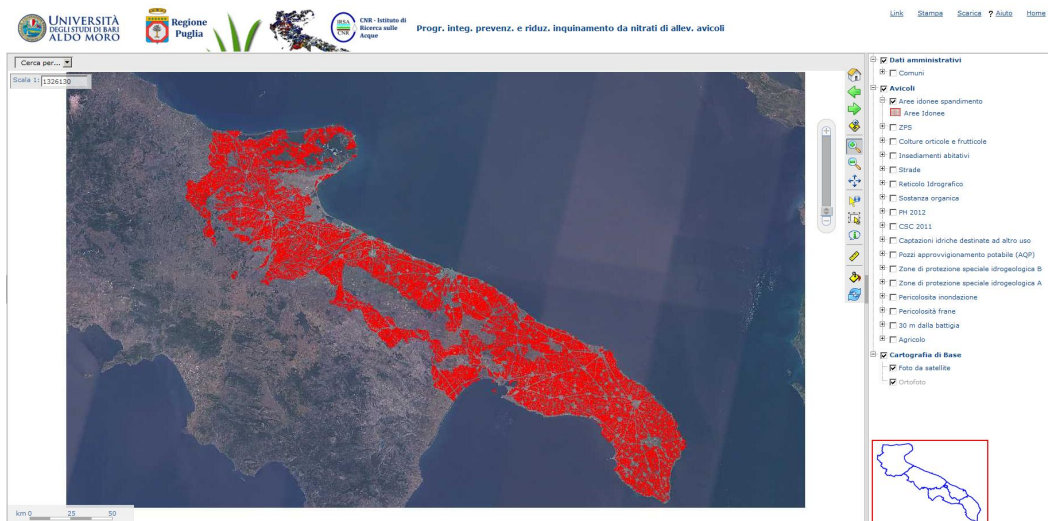 UNIVERSITÀ
DEGLI STUDI DI BARI
ALDO MORO
Regione
Puglia
IRSA
CNR
CNR - Istituto di
Ricerca sulle
Acque
Progr. integ. prevenz. e riduz. inquinamento da nitrati di allev. avicoli
Link Stampa Scarica ? Aiuto Home
Cerca per...
Scala 1: 1326130
Dati amministrativi
Comuni
Avicoli
Aree idonee spandimento
Aree Idonee
ZPS
Colture orticole e frutticole
Insediamenti abitativi
Strade
Reticolo Idrografico
Sostanza organica
PH 2012
CSC 2011
Captazioni idriche destinate ad altro uso
Pozzi approvvigionamento potabile (AQP)
Zone di protezione speciale idrogeologica B
Zone di protezione speciale idrogeologica A
Pericolosita inondazione
Pericolosità frane
30 m dalla battigia
Agricolo
Cartografia di Base
Foto da satellite
Ortofoto
km 0 25 50